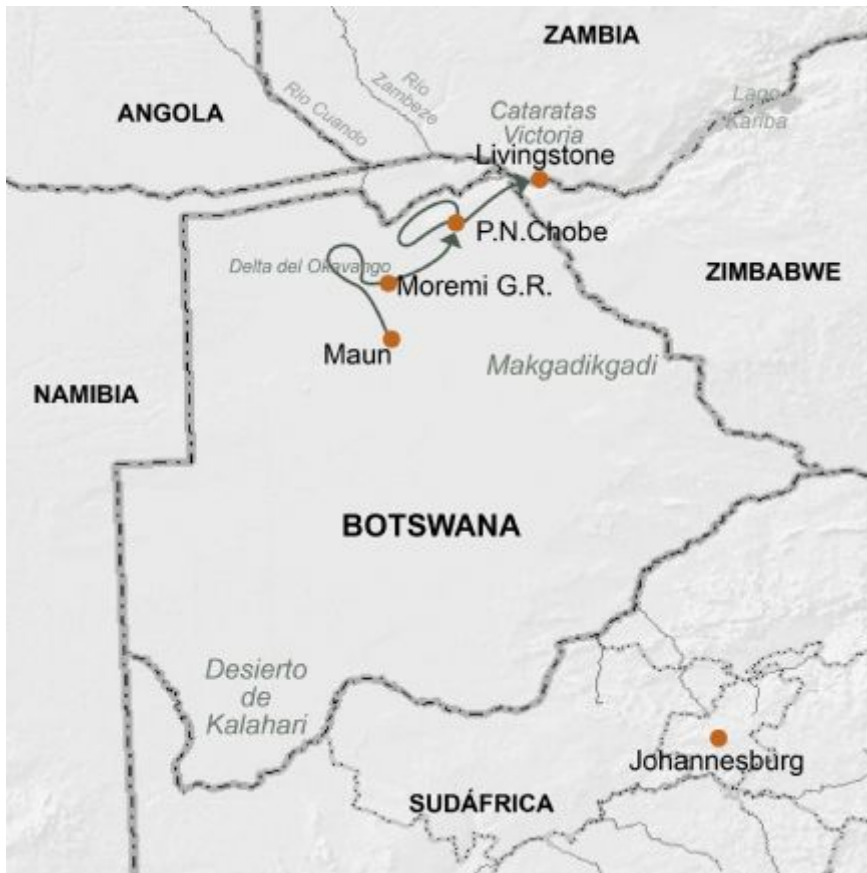 ZAMBIA
ANGOLA
Rio Cuando
Rio
Zambeze
Cataratas
Victoria
Lago
Kariba
Livingstone
P.N.Chobe
Delta del Okavango
Moremi G.R.
ZIMBABWE
Maun
Makgadikgadi
NAMIBIA
BOTSWANA
Desierto
de
Kalahari
Johannesburg
SUDÁFRICA